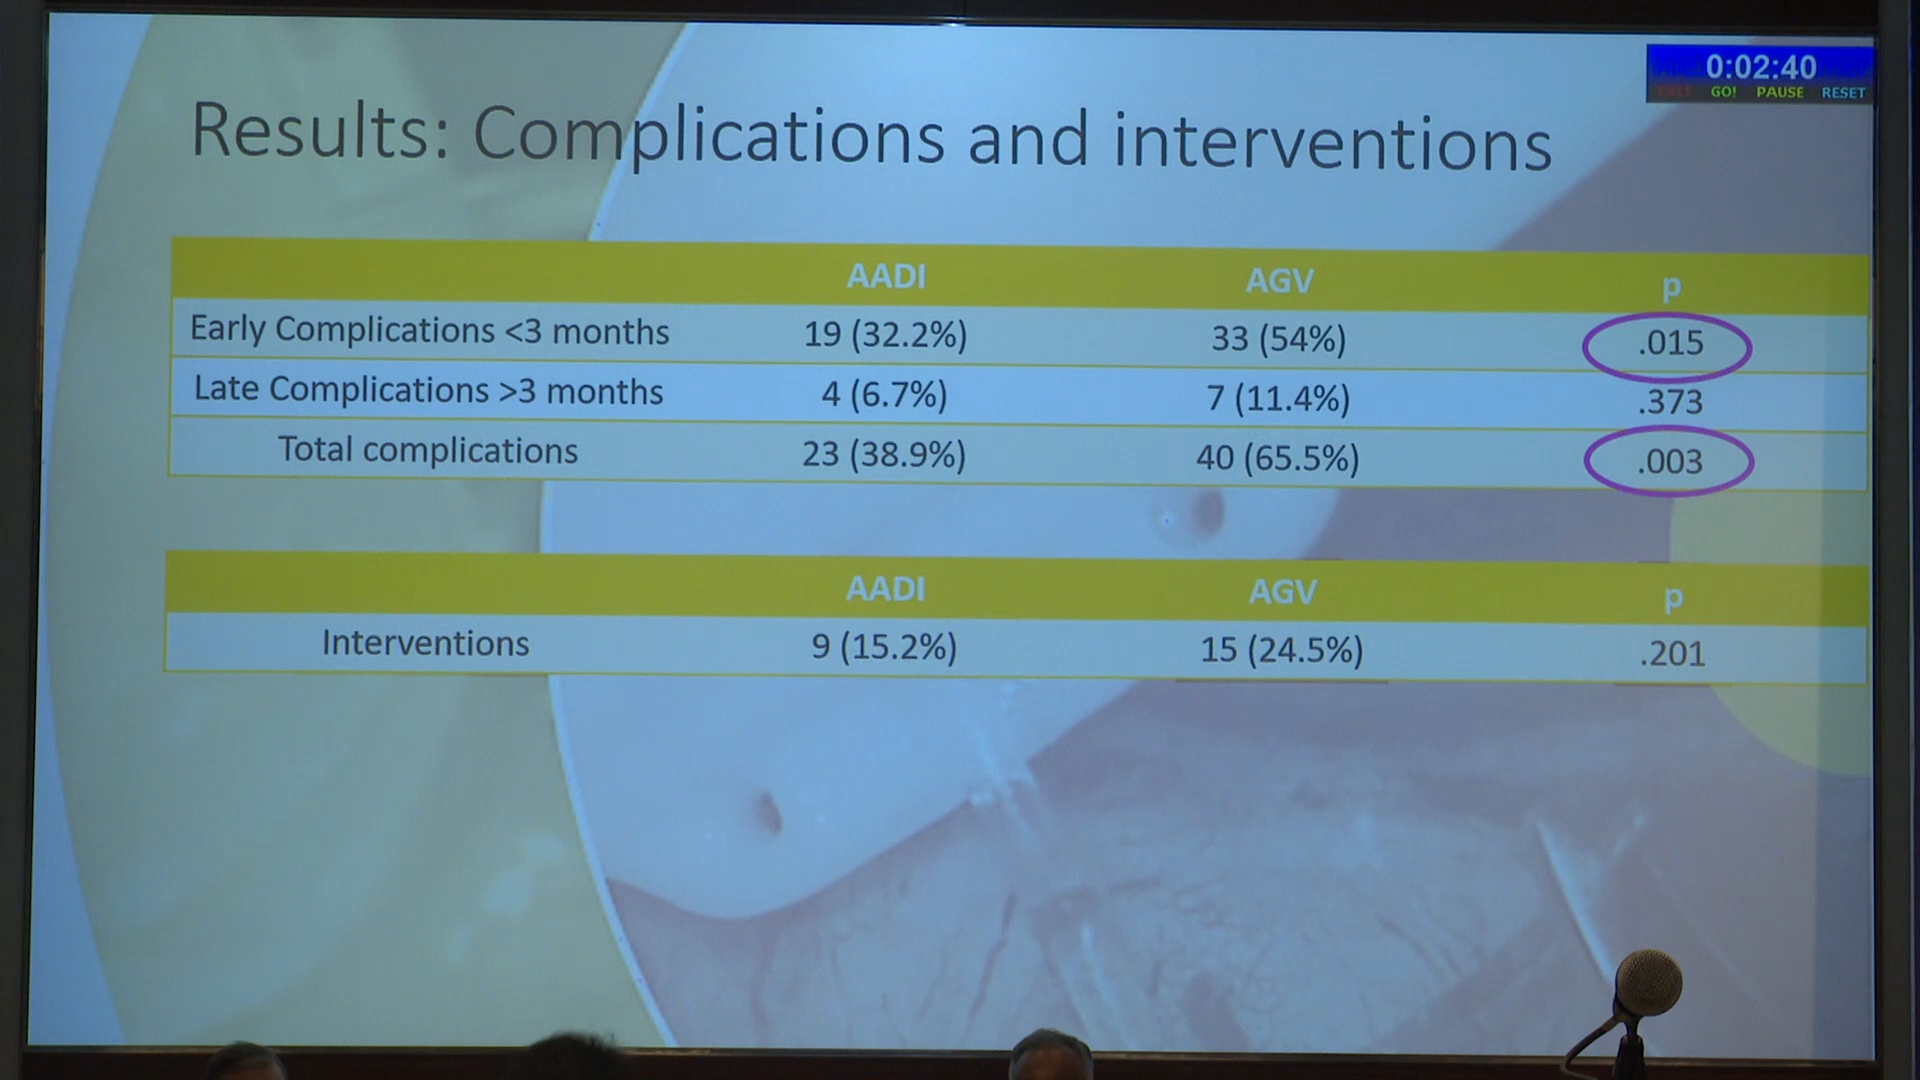 0:02:40
EXIT GO! PAUSE RESET
Results: Complications and interventions
AADI AGV p
Early Complications <3 months 19 (32.2%) 33 (54%) .015
Late Complications >3 months 4 (6.7%) 7 (11.4%) .373
Total complications 23 (38.9%) 40 (65.5%) .003
AADI AGV p
Interventions 9 (15.2%) 15 (24.5%) .201